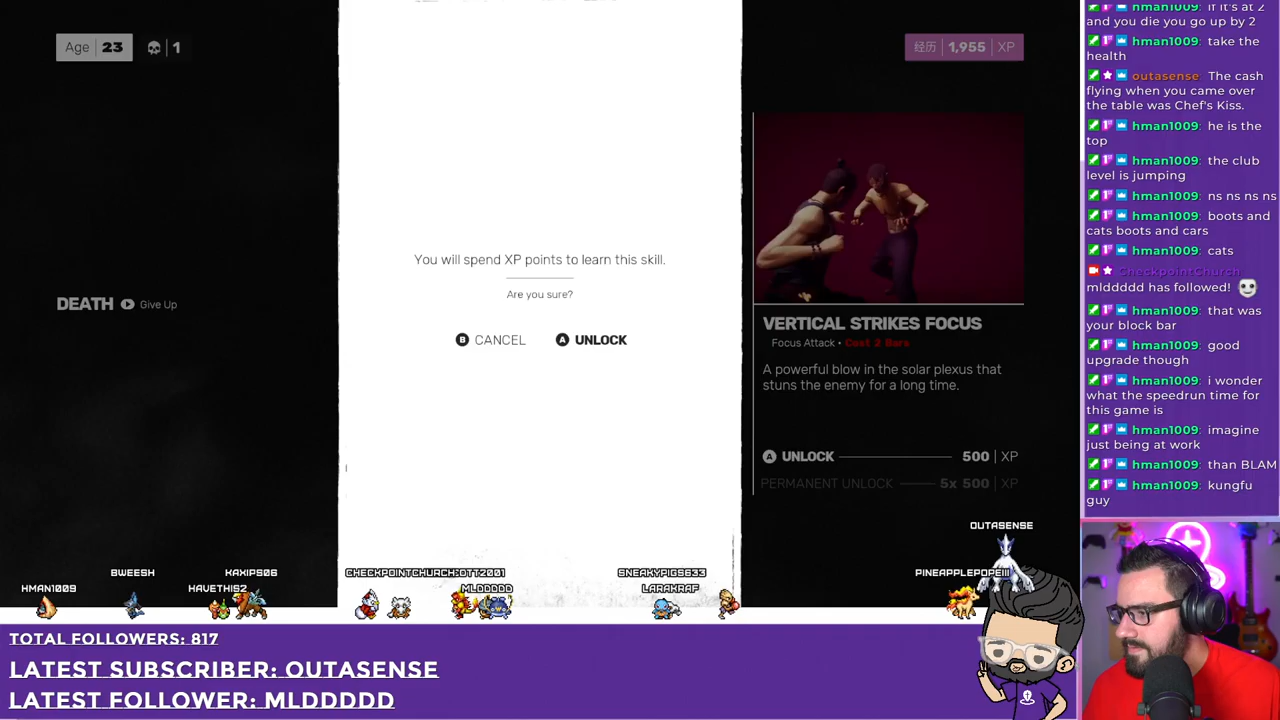 Age 23 1
经历 1,955 XP
You will spend XP points to learn this skill.
Are you sure?
B CANCEL A UNLOCK
DEATH Give Up
VERTICAL STRIKES FOCUS
Focus Attack • Cost 2 Bars
A powerful blow in the solar plexus that
stuns the enemy for a long time.
A UNLOCK 500 XP
PERMANENT UNLOCK 5x 500 XP
hman1009: if it's at 2
and you die you go up by 2
hman1009: take the
health
outasense: The cash
flying when you came over
the table was Chef's Kiss.
hman1009: he is the
top
hman1009: the club
level is jumping
hman1009: ns ns ns ns
hman1009: boots and
cats boots and cars
hman1009: cats
CheckpointChurch:
mlddddd has followed!
hman1009: that was
your block bar
hman1009: good
upgrade though
hman1009: i wonder
what the speedrun time for
this game is
hman1009: imagine
just being at work
hman1009: than BLAM
hman1009: kungfu
guy
OUTASENSE
HMAN1009
BWEESH
HAVETHIS2
KAXIPS06
CHECKPOINTCHURCH
OTT2001
MLDDDDD
SNEAKYPIGS633
LARAKRAF
PINEAPPLEPOPEIII
TOTAL FOLLOWERS: 817
LATEST SUBSCRIBER: OUTASENSE
LATEST FOLLOWER: MLDDDDD